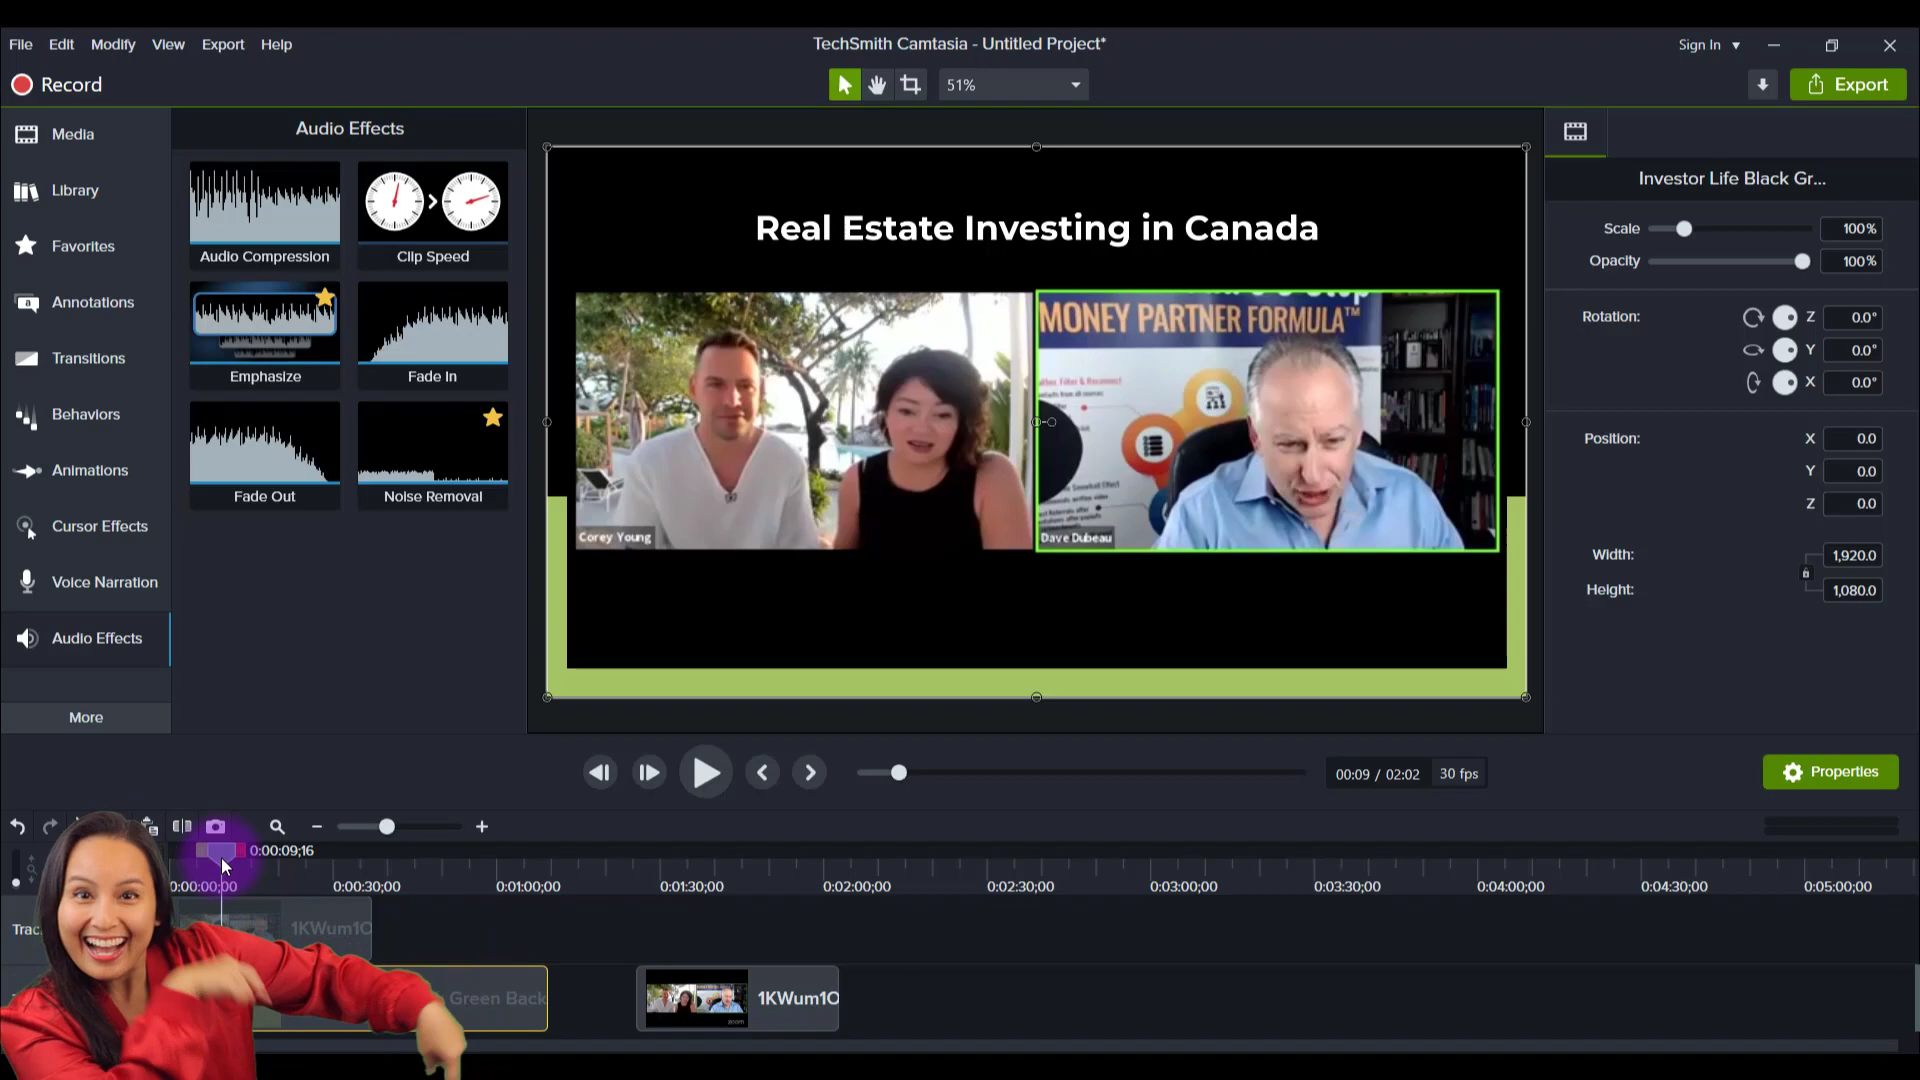 File Edit Modify View Export Help
TechSmith Camtasia - Untitled Project*
Sign In
Record
51%
Export
Media
Library
Favorites
Annotations
Transitions
Behaviors
Animations
Cursor Effects
Voice Narration
Audio Effects
More
Audio Effects
Audio Compression
Clip Speed
Emphasize
Fade In
Fade Out
Noise Removal
Real Estate Investing in Canada
MONEY PARTNER FORMULA™
Corey Young
Dave Dubeau
Investor Life Black Gr...
Scale 100%
Opacity 100%
Rotation: Z 0.0°
Y 0.0°
X 0.0°
Position: X 0.0
Y 0.0
Z 0.0
Width: 1,920.0
Height: 1,080.0
00:09 / 02:02 30 fps
Properties
0:00:09;16
0:00:00;00 0:00:30;00 0:01:00;00 0:01:30;00 0:02:00;00 0:02:30;00 0:03:00;00 0:03:30;00 0:04:00;00 0:04:30;00 0:05:00;00
Trac
1KWum1O
Green Back
1KWum1O
zoom